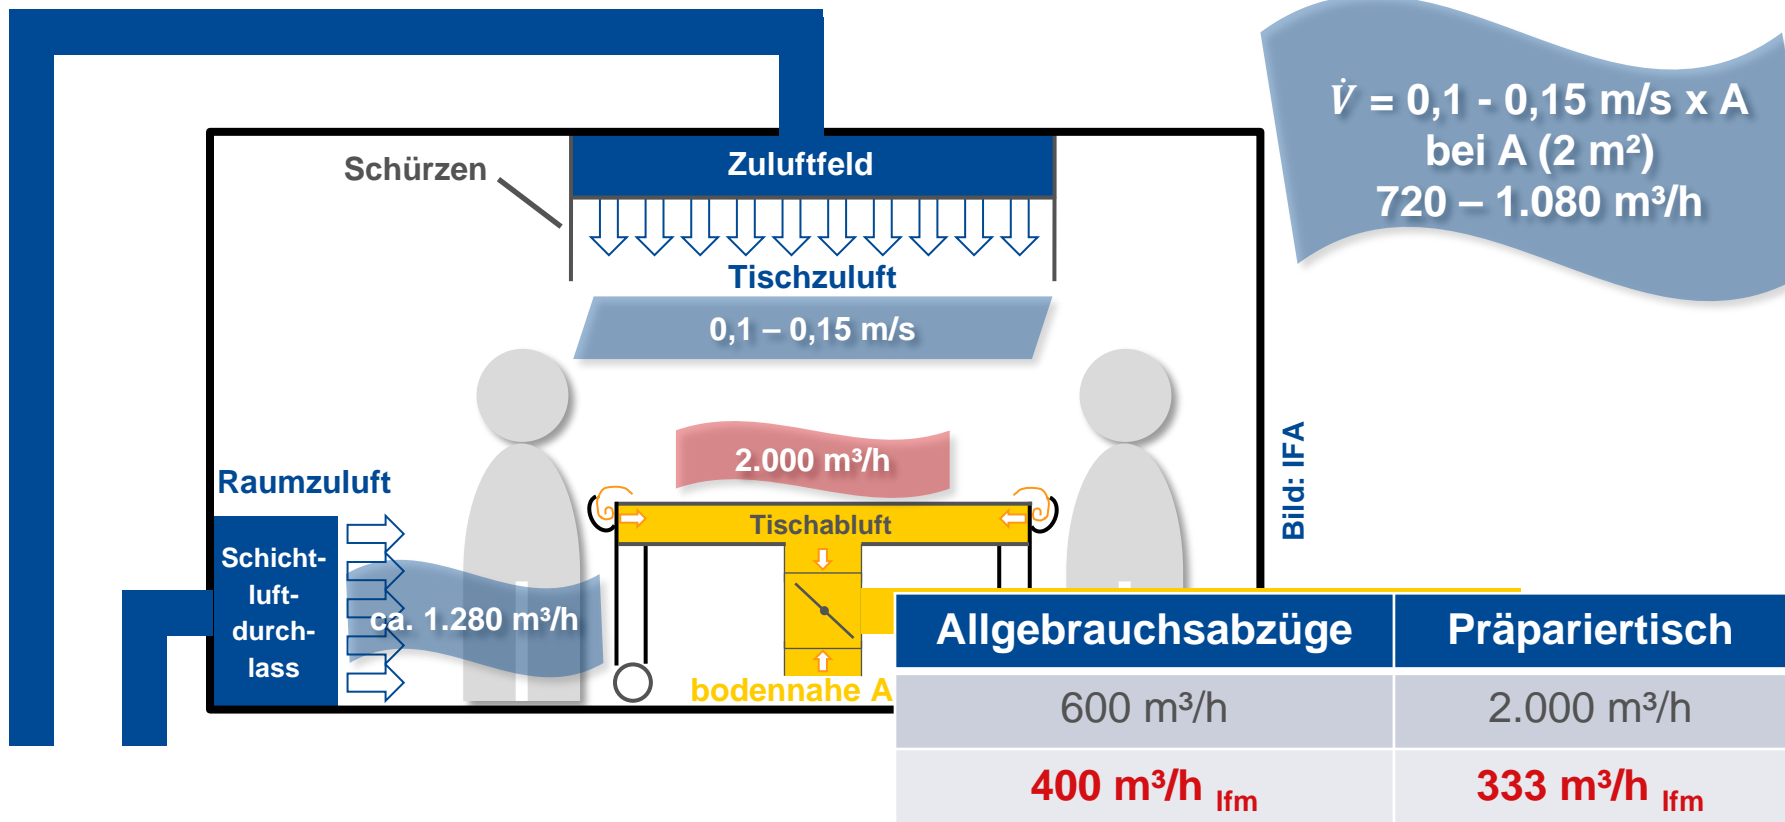 V̇ = 0,1 - 0,15 m/s x A
bei A (2 m²)
720 – 1.080 m³/h
Schürzen
Zuluftfeld
Tischzuluft
0,1 – 0,15 m/s
2.000 m³/h
Raumzuluft
Bild: IFA
Tischabluft
Schicht-
luft-
durch-
lass
ca. 1.280 m³/h
bodennahe A
Allgebrauchsabzüge Präpariertisch
600 m³/h 2.000 m³/h
400 m³/h lfm 333 m³/h lfm